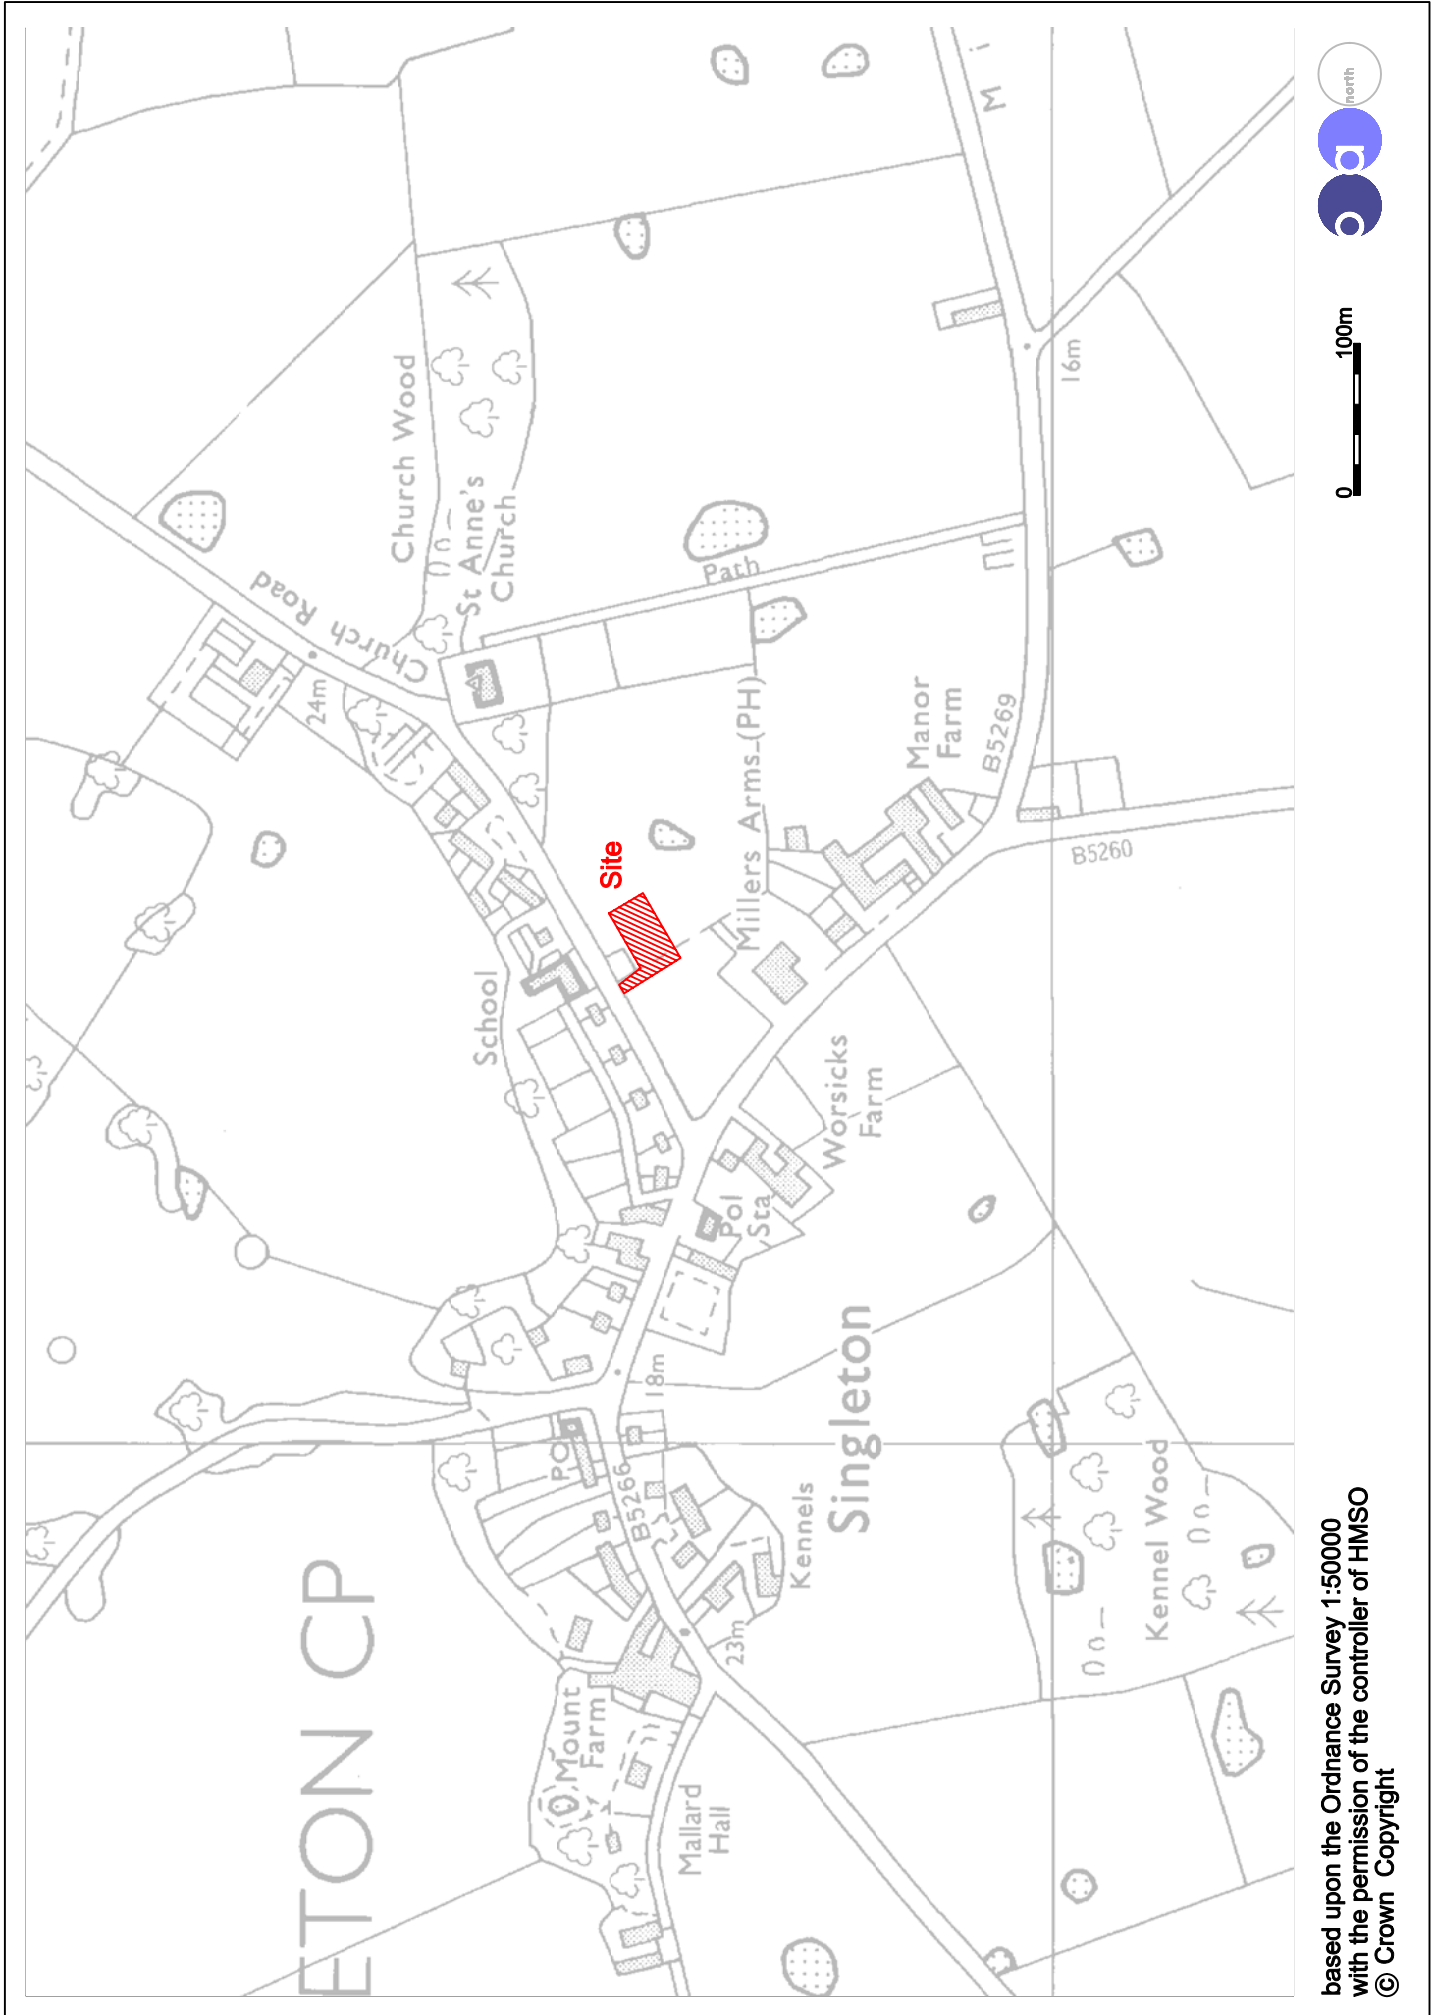 ETON CP
Mount
Farm
Mallard
Hall
23m
Kennels
B5266
PO
18m
Singleton
Kennel Wood
Pol
Sta
Worsicks
Farm
School
Site
Millers Arms (PH)
Manor
Farm
B5269
B5260
24m
Church Road
St Anne's
Church
Church Wood
Path
16m
Mi
based upon the Ordnance Survey 1:50000
with the permission of the controller of HMSO
© Crown Copyright
0 100m
ca
north